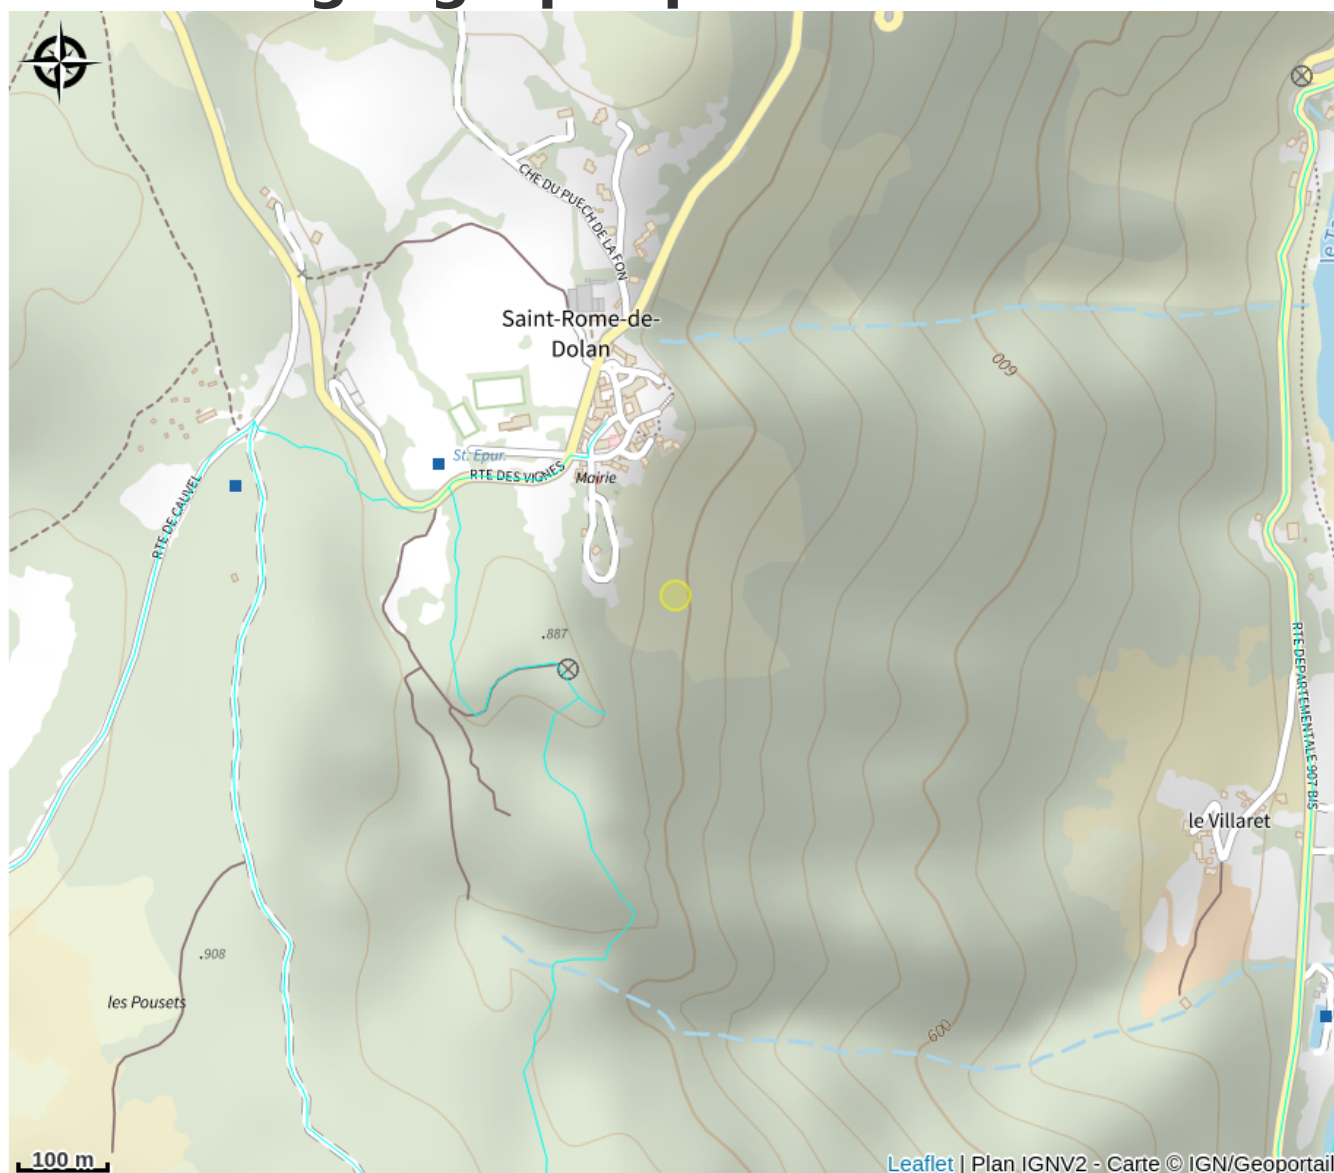 CHE DU PUECH DE LA FON
Saint-Rome-de-
Dolan
600
St. Epur.
RTE DES VIGNES
Mairie
RTE DE CAUVEL
.887
RTE DEPARTEMENTALE 907 BIS
le Villaret
.908
les Pousets
600
100 m
Leaflet | Plan IGNV2 - Carte © IGN/Geoportail